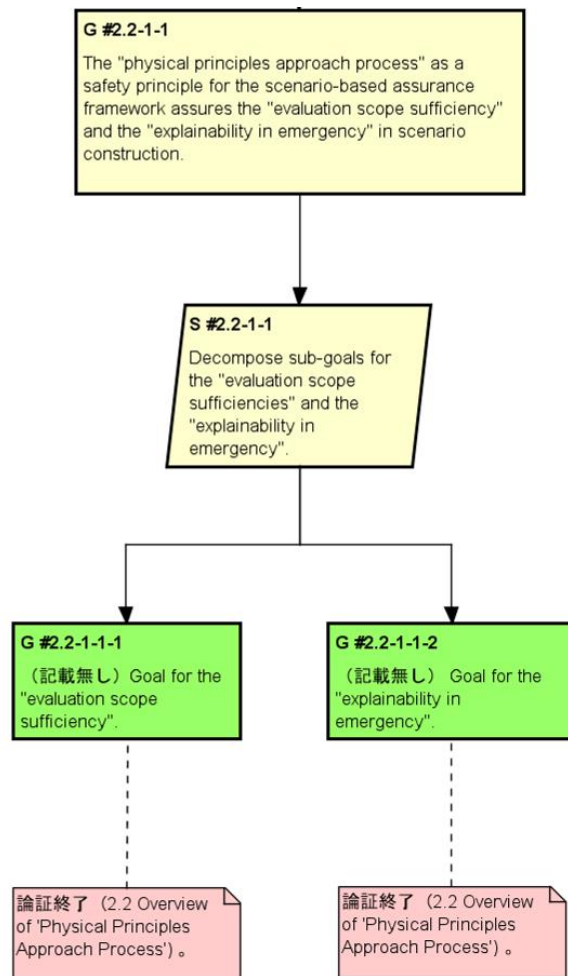 G #2.2-1-1
The "physical principles approach process" as a
safety principle for the scenario-based assurance
framework assures the "evaluation scope sufficiency"
and the "explainability in emergency" in scenario
construction.
S #2.2-1-1
Decompose sub-goals for
the "evaluation scope
sufficiencies" and the
"explainability in
emergency".
G #2.2-1-1-1
（記載無し）Goal for the
"evaluation scope
sufficiency".
G #2.2-1-1-2
（記載無し） Goal for the
"explainability in
emergency".
論証終了（2.2 Overview
of 'Physical Principles
Approach Process'）。
論証終了（2.2 Overview
of 'Physical Principles
Approach Process'）。